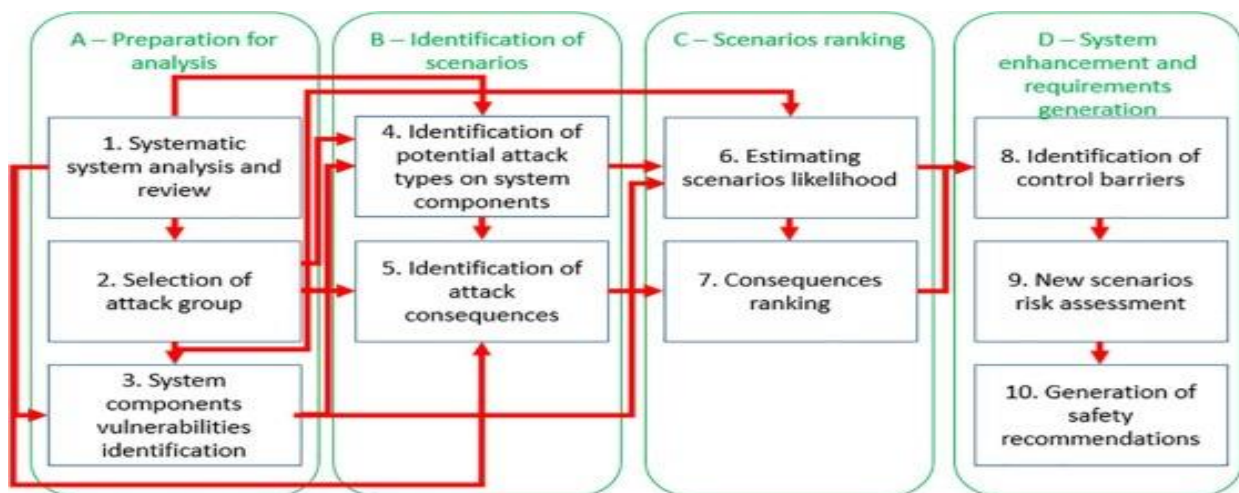 A – Preparation for
analysis
1. Systematic
system analysis and
review
2. Selection of
attack group
3. System
components
vulnerabilities
identification
B – Identification of
scenarios
4. Identification of
potential attack
types on system
components
5. Identification of
attack
consequences
C – Scenarios ranking
6. Estimating
scenarios likelihood
7. Consequences
ranking
D – System
enhancement and
requirements
generation
8. Identification of
control barriers
9. New scenarios
risk assessment
10. Generation of
safety
recommendations